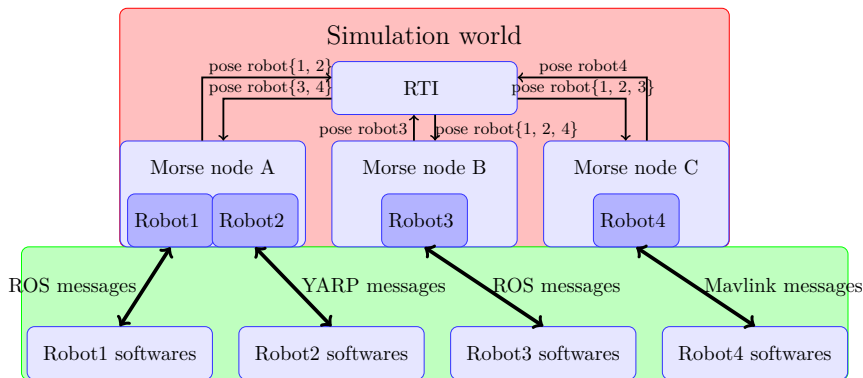 Simulation world
pose robot{1, 2}
pose robot4
RTI
pose robot{3, 4}
pose robot{1, 2, 3}
pose robot3
pose robot{1, 2, 4}
Morse node A
Morse node B
Morse node C
Robot1
Robot2
Robot3
Robot4
ROS messages
YARP messages
ROS messages
Mavlink messages
Robot1 softwares
Robot2 softwares
Robot3 softwares
Robot4 softwares